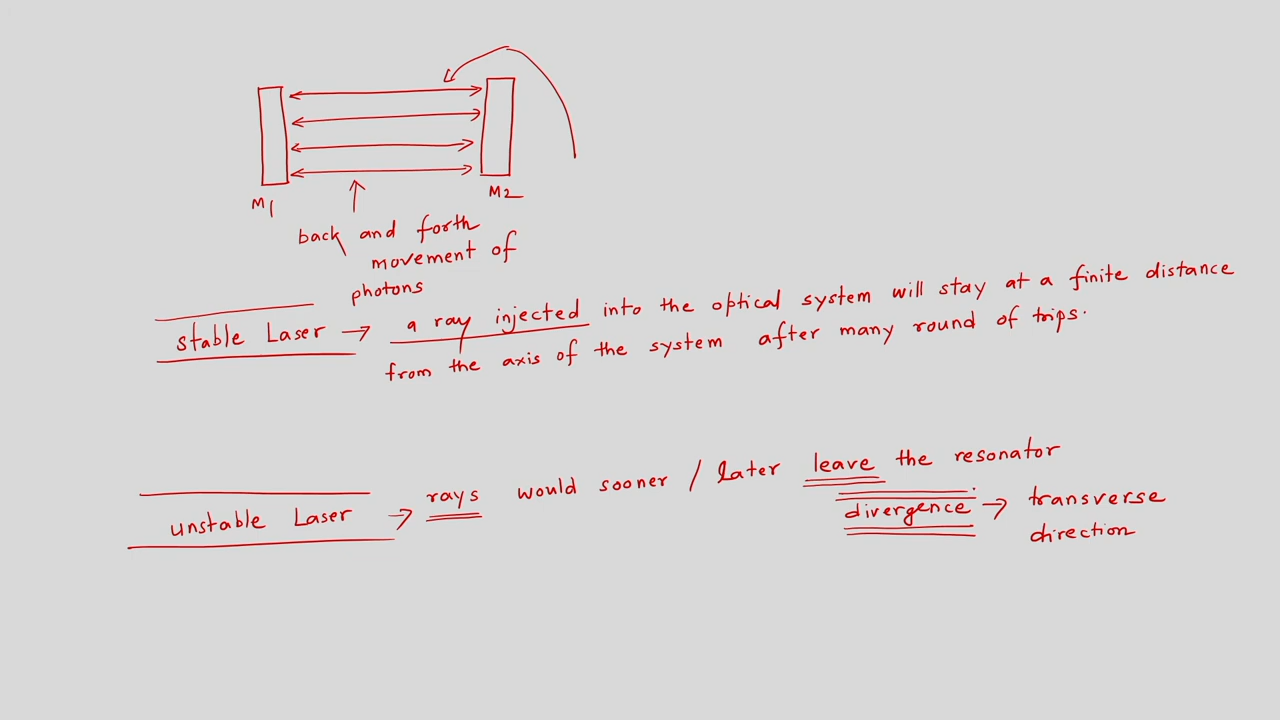 M1 M2
back and forth
movement of
photons
stable Laser → a ray injected into the optical system will stay at a finite distance
from the axis of the system after many round of trips.
unstable Laser → rays would sooner / later leave the resonator
divergence → transverse
direction